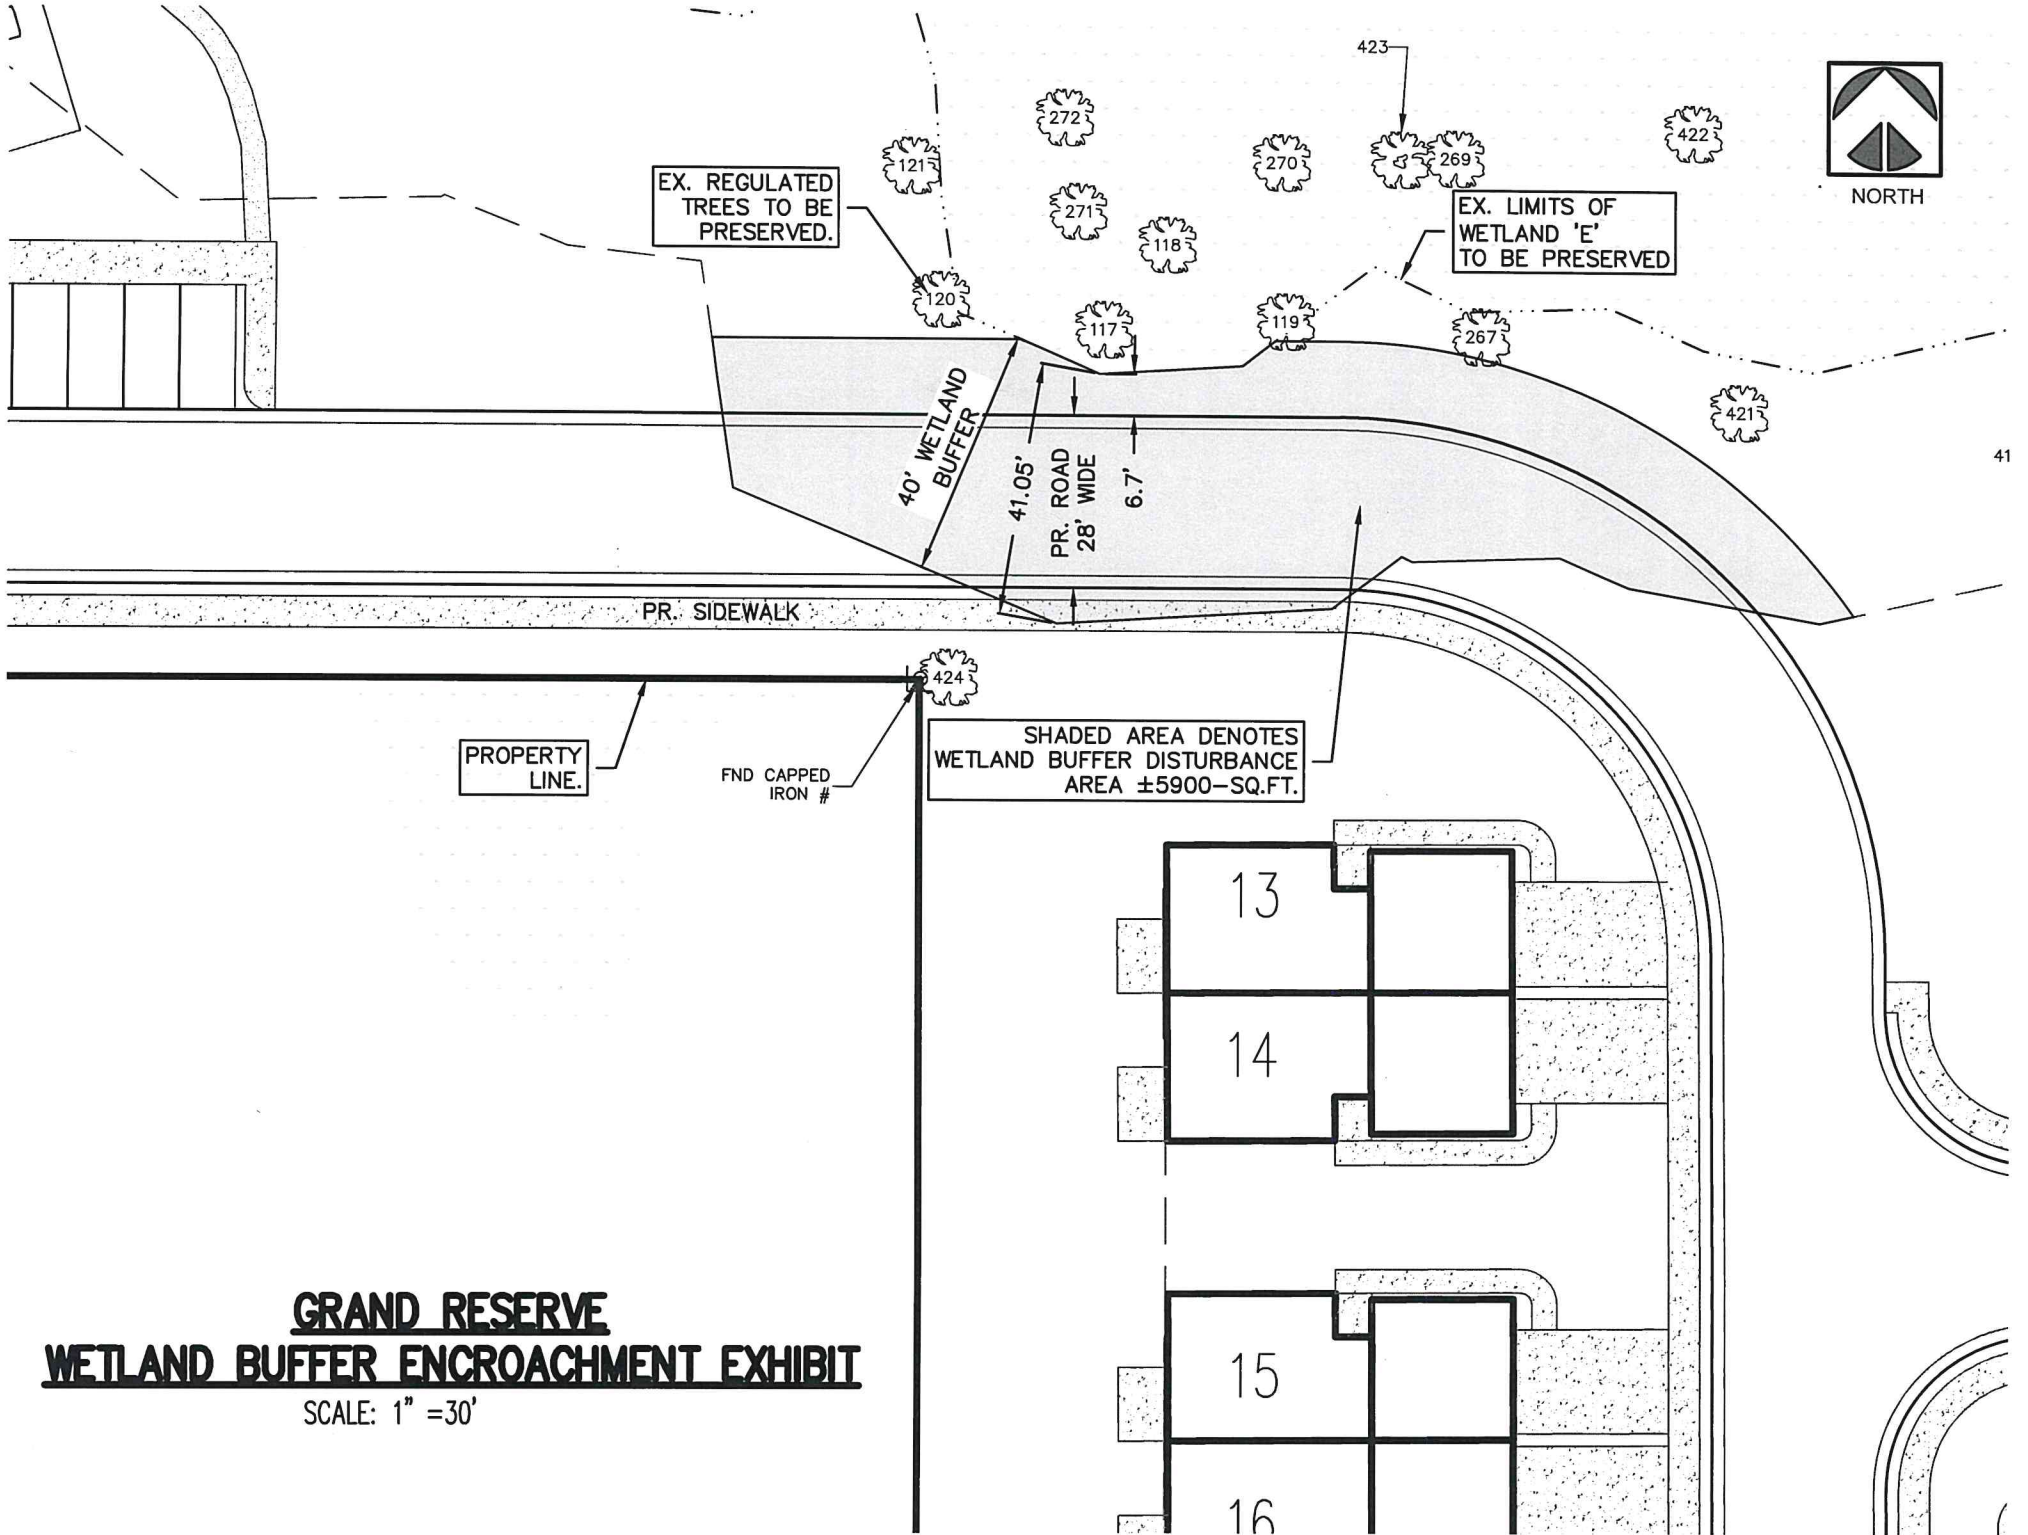 423
272
121
270
269
422
NORTH
EX. REGULATED
TREES TO BE
PRESERVED.
271
118
EX. LIMITS OF
WETLAND 'E'
TO BE PRESERVED
120
117
119
267
421
41
40' WETLAND
BUFFER
41.05'
PR. ROAD
28' WIDE
6.7'
PR. SIDEWALK
424
PROPERTY
LINE.
FND CAPPED
IRON #
SHADED AREA DENOTES
WETLAND BUFFER DISTURBANCE
AREA ±5900-SQ.FT.
13
14
15
16
GRAND RESERVE
WETLAND BUFFER ENCROACHMENT EXHIBIT
SCALE: 1" =30'